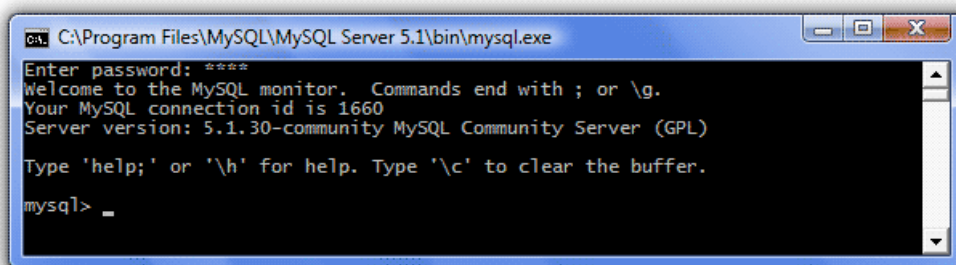 C:\Program Files\MySQL\MySQL Server 5.1\bin\mysql.exe
Enter password: ****
Welcome to the MySQL monitor.  Commands end with ; or \g.
Your MySQL connection id is 1660
Server version: 5.1.30-community MySQL Community Server (GPL)
Type 'help;' or '\h' for help. Type '\c' to clear the buffer.
mysql> _